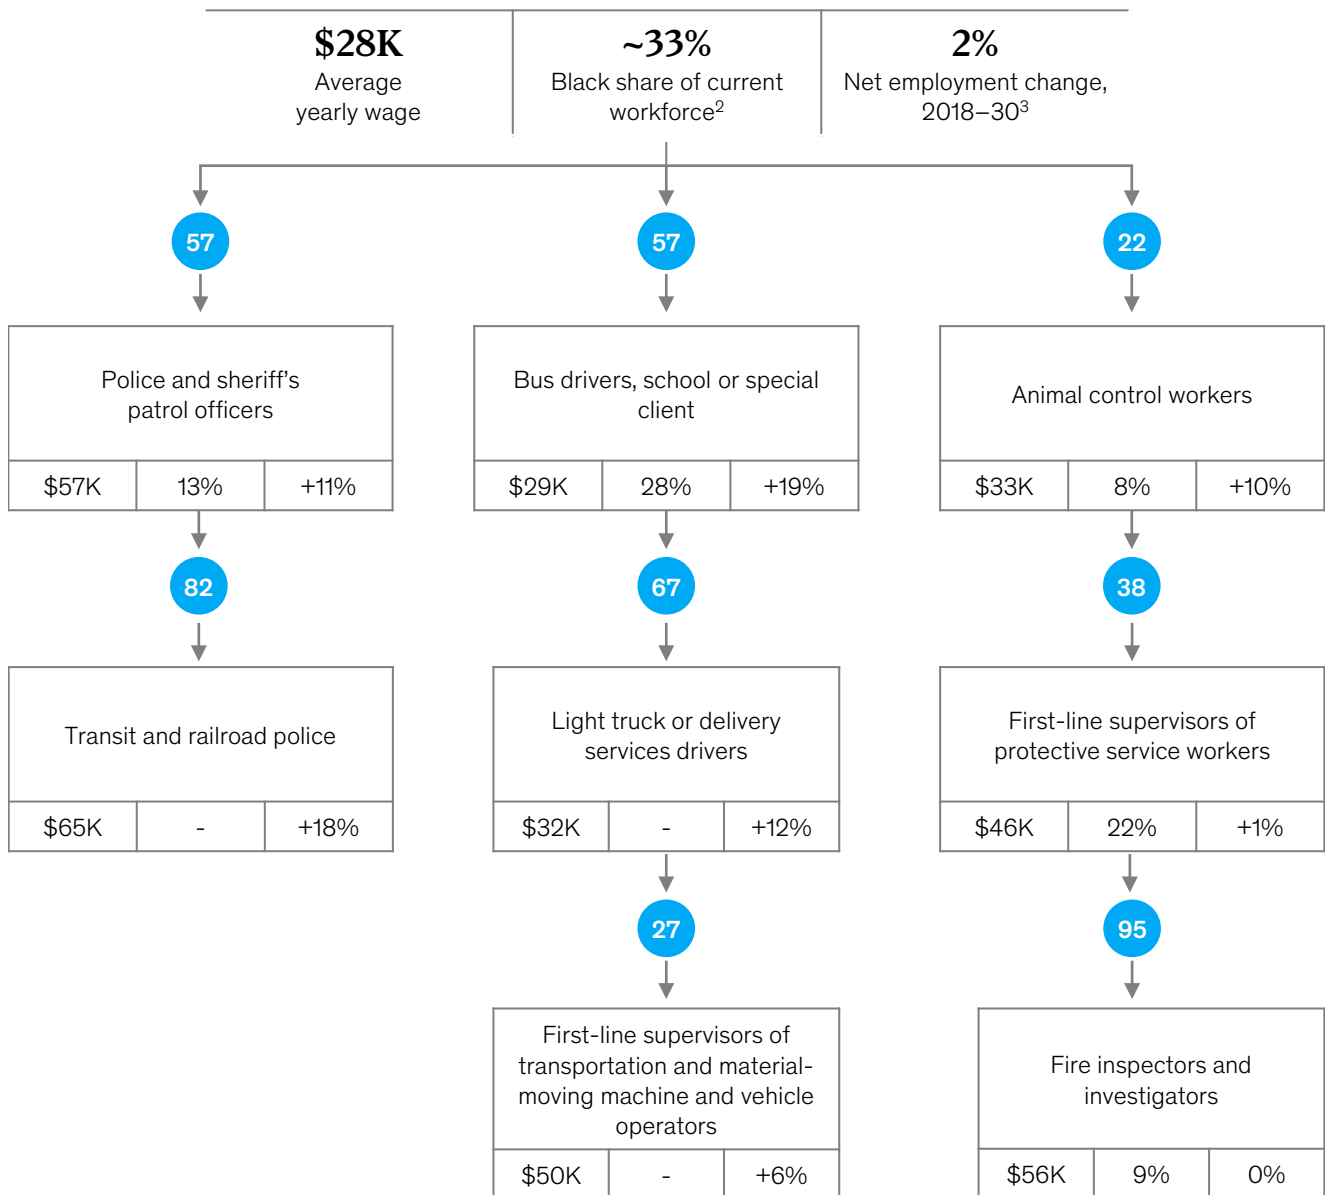 $28K
Average
yearly wage
~33%
Black share of current
workforce²
2%
Net employment change,
2018–30³
57
57
22
Police and sheriff's
patrol officers
$57K 13% +11%
Bus drivers, school or special
client
$29K 28% +19%
Animal control workers
$33K 8% +10%
82
67
38
Transit and railroad police
$65K - +18%
Light truck or delivery
services drivers
$32K - +12%
First-line supervisors of
protective service workers
$46K 22% +1%
27
95
First-line supervisors of
transportation and material-
moving machine and vehicle
operators
$50K - +6%
Fire inspectors and
investigators
$56K 9% 0%